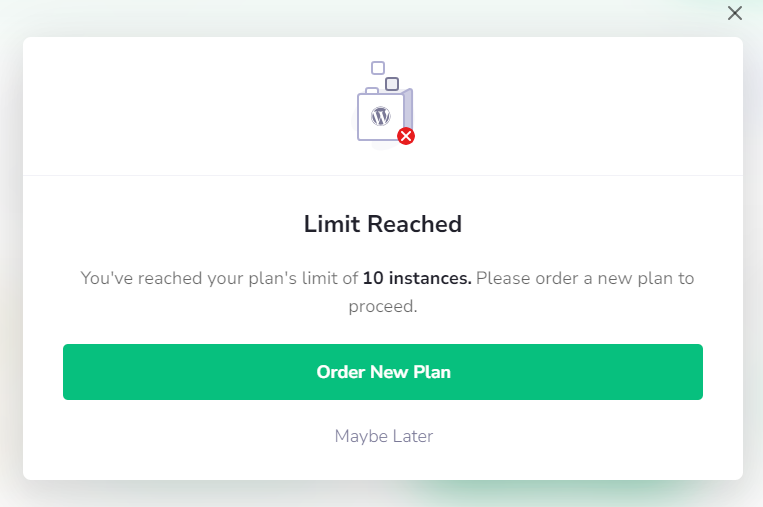 Limit Reached
You've reached your plan's limit of 10 instances. Please order a new plan to
proceed.
Order New Plan
Maybe Later